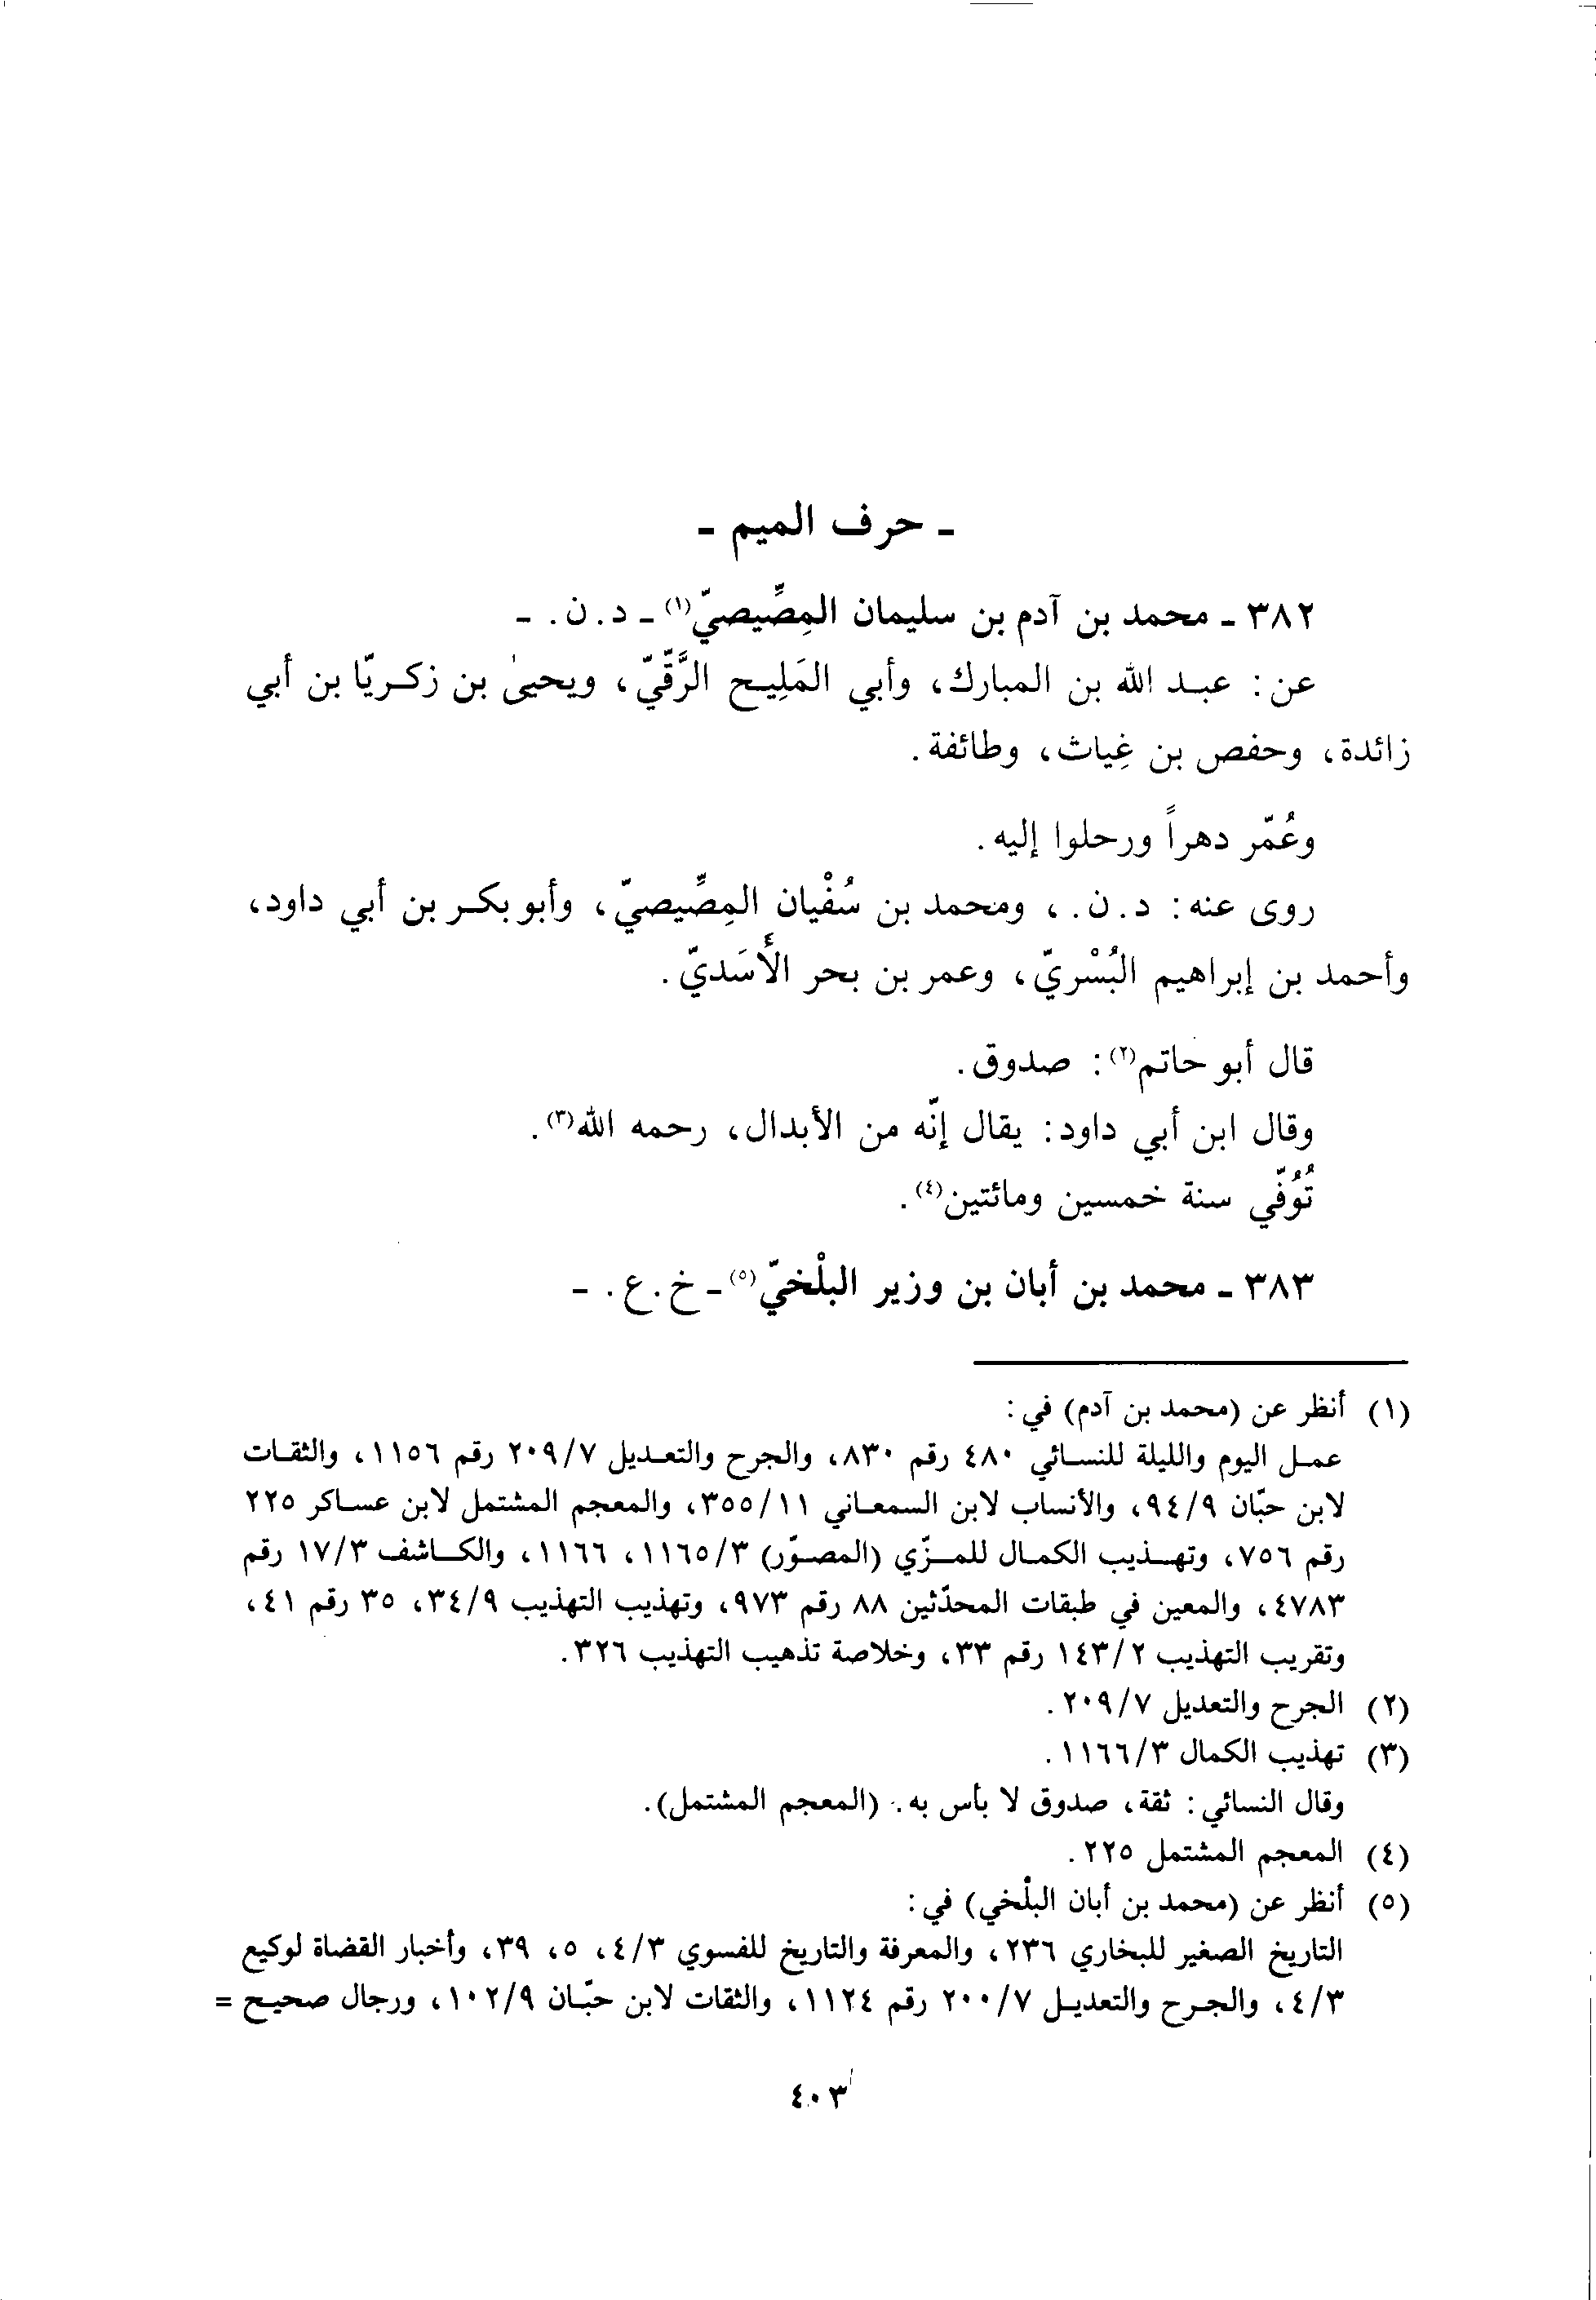 - حرف الميم -
٣٨٢ - محمد بن آدم بن سليمان المِصِّيصيّ(١) - د. ن. -
عن: عبد الله بن المبارك، وأبي المَلِيح الرَّقّيّ، ويحيىٰ بن زكريّا بن أبي
زائدة، وحفص بن غِياث، وطائفة.
وعُمّر دهراً ورحلوا إليه.
روى عنه: د. ن.، ومحمد بن سُفْيان المِصِّيصيّ، وأبو بكر بن أبي داود،
وأحمد بن إبراهيم البُسْريّ، وعمر بن بحر الأَسَديّ.
قال أبو حاتم(٢): صدوق.
وقال ابن أبي داود: يقال إنّه من الأبدال، رحمه الله(٣).
تُوُفّي سنة خمسين ومائتين(٤).
٣٨٣ - محمد بن أبان بن وزير البلْخيّ(٥) - خ. ع. -
(١) أنظر عن (محمد بن آدم) في:
عمل اليوم والليلة للنسائي ٤٨٠ رقم ٨٣٠، والجرح والتعديل ٢٠٩/٧ رقم ١١٥٦، والثقات
لابن حبّان ٩٤/٩، والأنساب لابن السمعاني ٣٥٥/١١، والمعجم المشتمل لابن عساكر ٢٢٥
رقم ٧٥٦، وتهذيب الكمال للمزّي (المصوّر) ١١٦٥/٣، ١١٦٦، والكاشف ١٧/٣ رقم
٤٧٨٣، والمعين في طبقات المحدّثين ٨٨ رقم ٩٧٣، وتهذيب التهذيب ٣٤/٩، ٣٥ رقم ٤١،
وتقريب التهذيب ١٤٣/٢ رقم ٣٣، وخلاصة تذهيب التهذيب ٣٢٦.
(٢) الجرح والتعديل ٢٠٩/٧.
(٣) تهذيب الكمال ١١٦٦/٣.
وقال النسائي: ثقة، صدوق لا بأس به. (المعجم المشتمل).
(٤) المعجم المشتمل ٢٢٥.
(٥) أنظر عن (محمد بن أبان البلْخي) في:
التاريخ الصغير للبخاري ٢٣٦، والمعرفة والتاريخ للفسوي ٤/٣، ٥، ٣٩، وأخبار القضاة لوكيع
٤/٣، والجرح والتعديل ٢٠٠/٧ رقم ١١٢٤، والثقات لابن حبّان ١٠٢/٩، ورجال صحيح =
٤٠٣